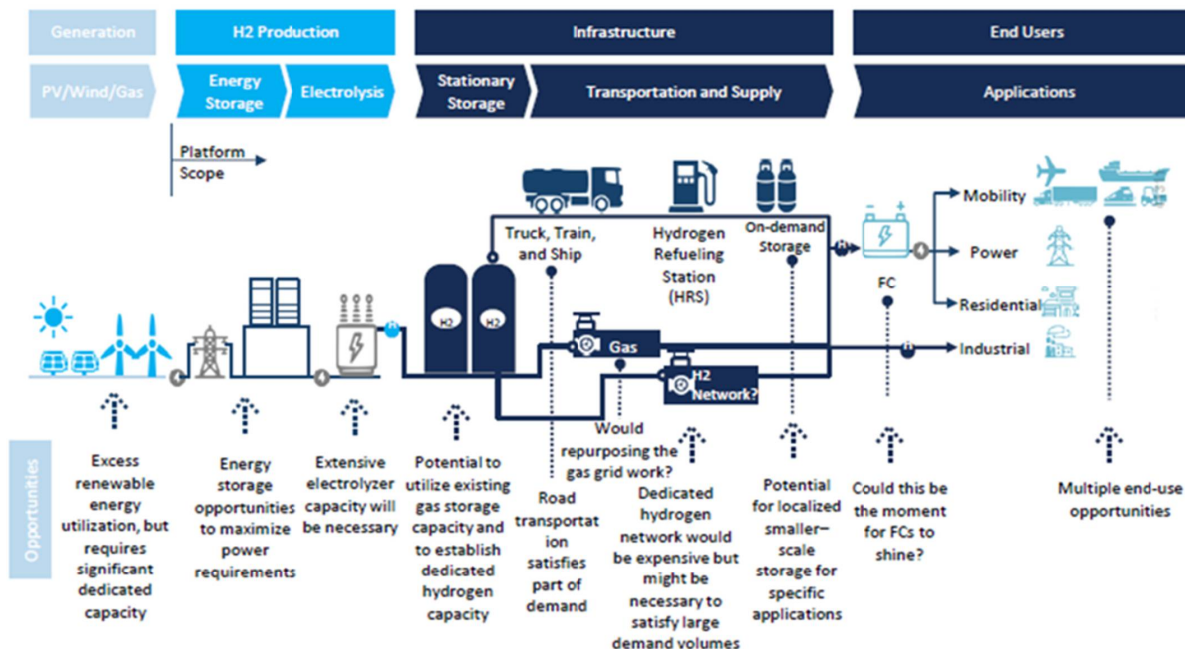 Generation
H2 Production
Infrastructure
End Users
PV/Wind/Gas
Energy
Storage
Electrolysis
Stationary
Storage
Transportation and Supply
Applications
Platform
Scope
Truck, Train,
and Ship
Hydrogen
Refueling
Station
(HRS)
On-demand
Storage
H2
H2
Gas
H2
Network?
H
H
H
FC
Mobility
Power
Residential
Industrial
Opportunities
Excess
renewable
energy
utilization, but
requires
significant
dedicated
capacity
Energy
storage
opportunities
to maximize
power
requirements
Extensive
electrolyzer
capacity will
be necessary
Potential to
utilize existing
gas storage
capacity and
to establish
dedicated
hydrogen
capacity
Road
transportat
ion
satisfies
part of
demand
Would
repurposing the
gas grid work?
Dedicated
hydrogen
network would
be expensive but
might be
necessary to
satisfy large
demand volumes
Potential
for localized
smaller–
scale
storage for
specific
applications
Could this be
the moment
for FCs to
shine?
Multiple end-use
opportunities